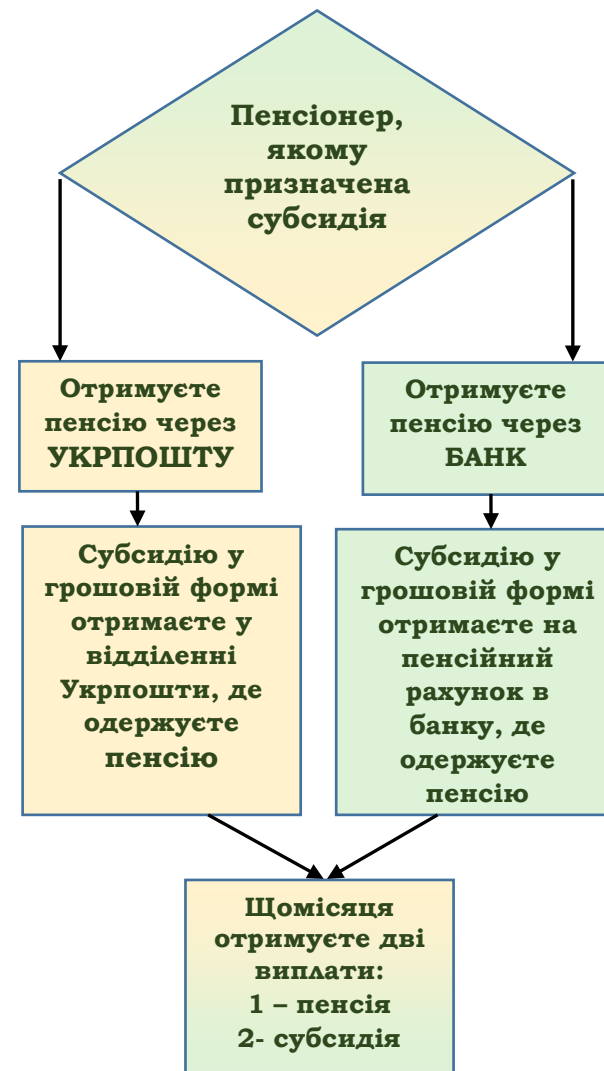 Пенсіонер,
якому
призначена
субсидія
Отримуєте
пенсію через
УКРПОШТУ
Отримуєте
пенсію через
БАНК
Субсидію у
грошовій формі
отримаєте у
відділенні
Укрпошти, де
одержуєте
пенсію
Субсидію у
грошовій формі
отримаєте на
пенсійний
рахунок в
банку, де
одержуєте
пенсію
Щомісяця
отримуєте дві
виплати:
1 – пенсія
2- субсидія